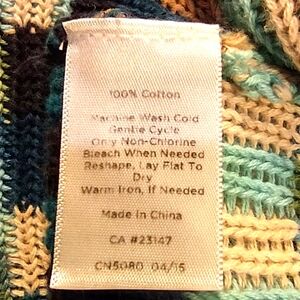 100% Cotton
Machine Wash Cold
Gentle Cycle
Only Non-Chlorine
Bleach When Needed
Reshape, Lay Flat To
Dry
Warm Iron, If Needed
Made in China
CA #23147
CN5080 04/15